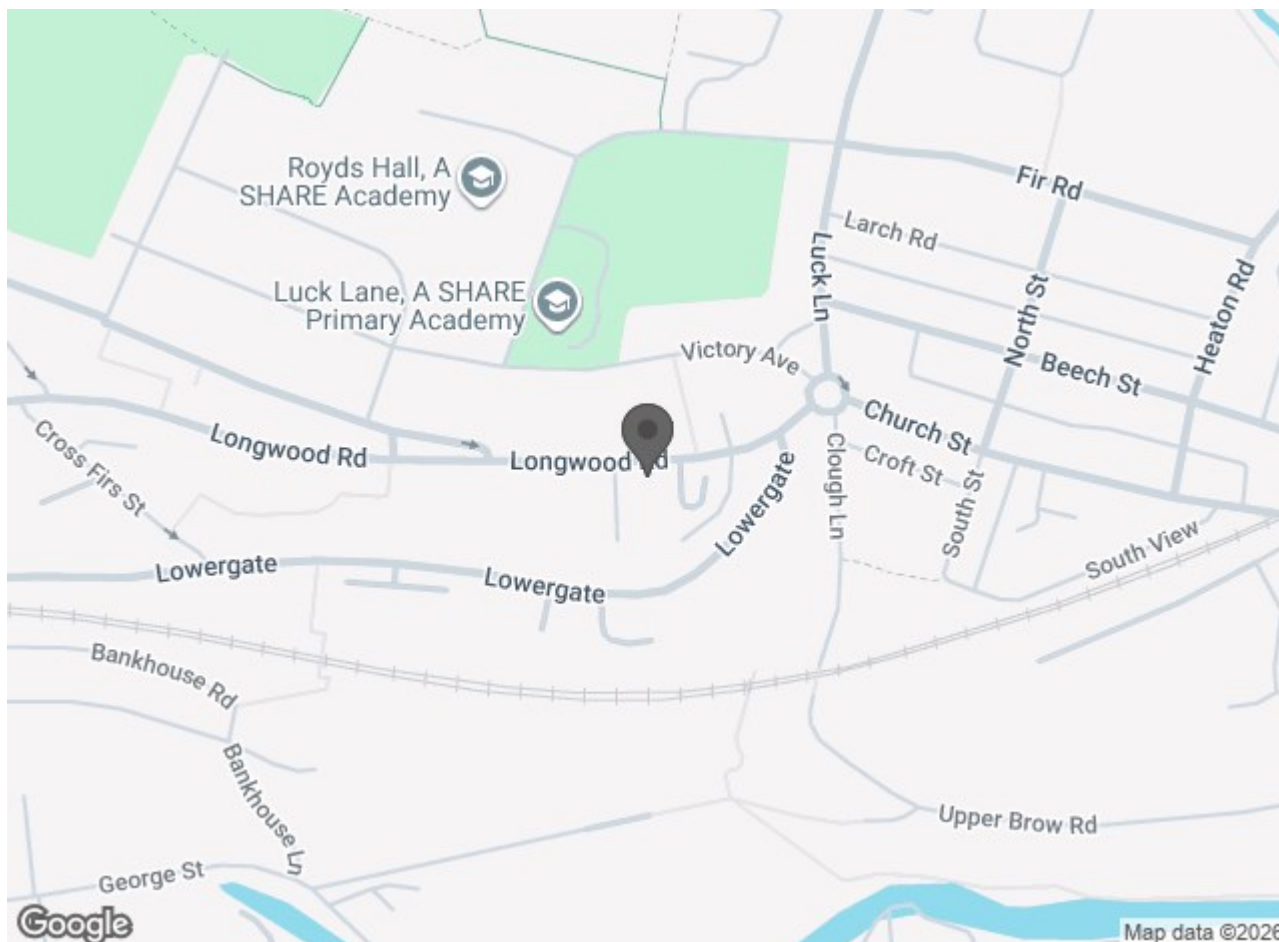 Royds Hall, A
SHARE Academy
Fir Rd
Larch Rd
Luck Ln
Luck Lane, A SHARE
Primary Academy
North St
Heaton Rd
Victory Ave
Beech St
Church St
Longwood Rd
Longwood Rd
Cross Firs St
Croft St
Clough Ln
Lowergate
South St
South View
Lowergate
Lowergate
Bankhouse Rd
Bankhouse Ln
Upper Brow Rd
George St
Google
Map data ©2026